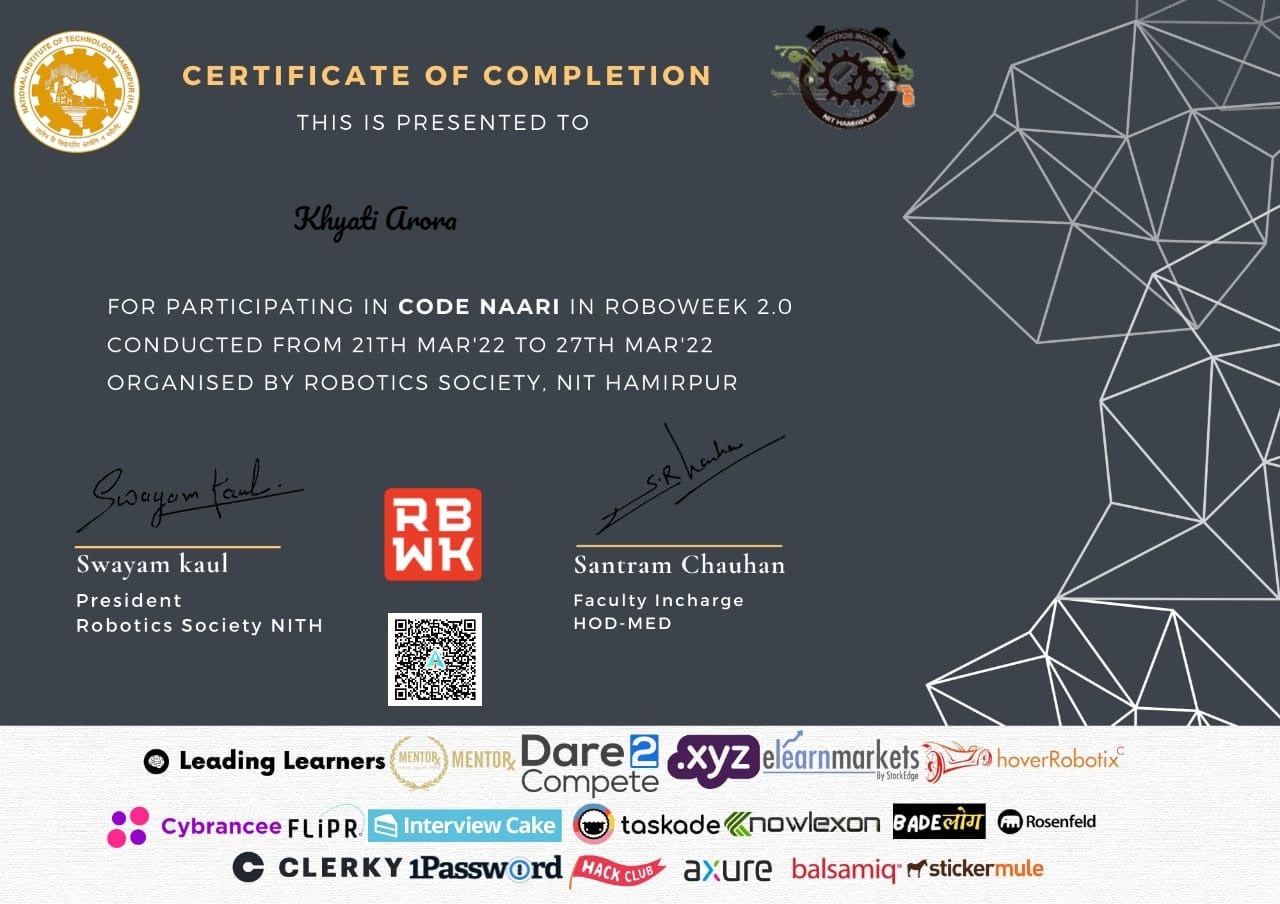 NATIONAL INSTITUTE OF TECHNOLOGY HAMIRPUR (H.P.)
CERTIFICATE OF COMPLETION
ROBOTICS SOCIETY
NIT HAMIRPUR
THIS IS PRESENTED TO
Khyati Arora
FOR PARTICIPATING IN CODE NAARI IN ROBOWEEK 2.0
CONDUCTED FROM 21TH MAR'22 TO 27TH MAR'22
ORGANISED BY ROBOTICS SOCIETY, NIT HAMIRPUR
Swayam Kaul.
Swayam kaul
President
Robotics Society NITH
RB
WK
Santram Chauhan
Faculty Incharge
HOD-MED
Leading Learners MENTORx MENTORx Dare2 Compete .xyz elearnmarkets By StockEdge hoverRobotix
Cybrancee FLiPR Interview Cake taskade Knowlexon BADEलोग Rosenfeld
CLERKY 1Password HACK CLUB axure balsamiq stickermule